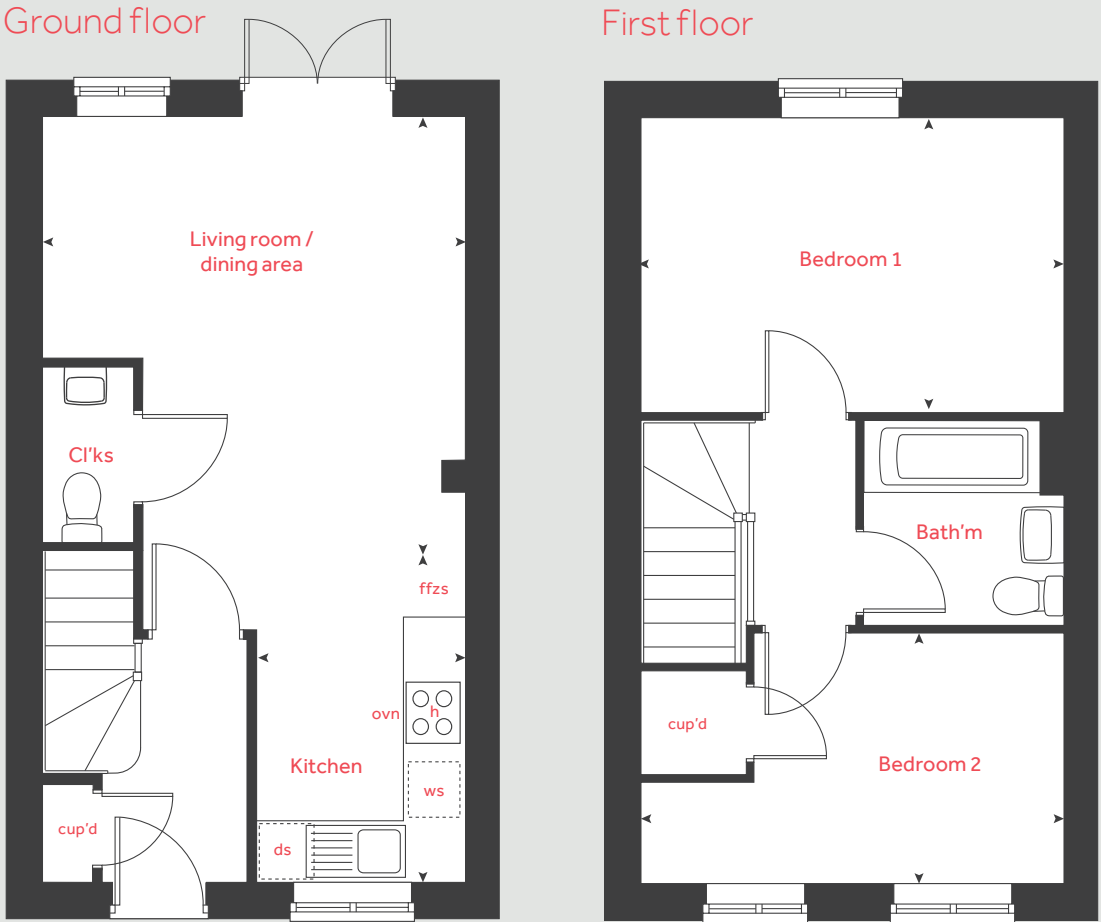 Ground floor
Living room /
dining area
Cl'ks
ffzs
ovn
h
Kitchen
ws
cup'd
ds
First floor
Bedroom 1
Bath'm
cup'd
Bedroom 2